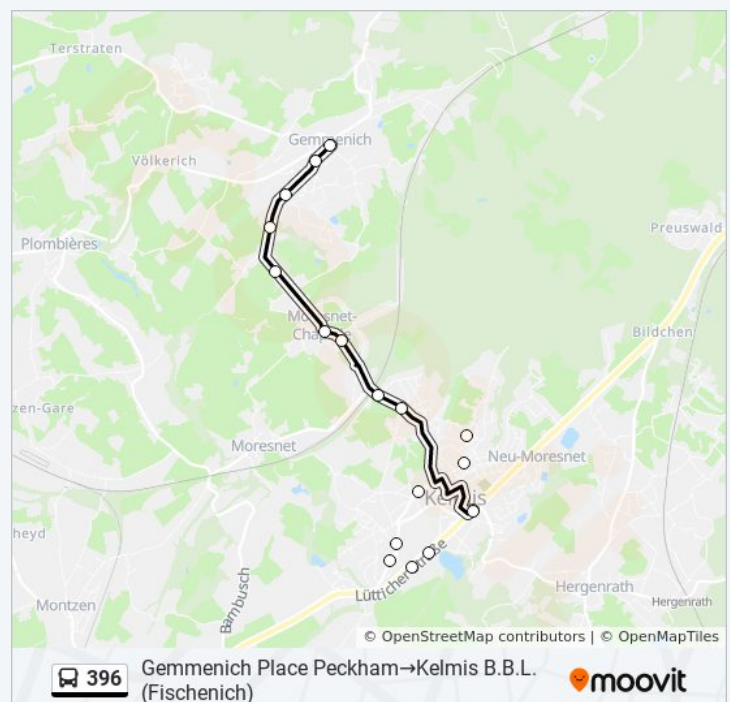 Terstraten
Gemmenich
Völkerich
Preuswald
Plombières
Moresnet-
Chapelle
Bildchen
zen-Gare
Moresnet
Neu-Moresnet
Kelmis
heyd
Lütticher Straße
Bambusch
Hergenrath
Montzen
Hergenrath
© OpenStreetMap contributors | © OpenMapTiles
396
Gemmenich Place Peckham→Kelmis B.B.L.
(Fischenich)
moovit